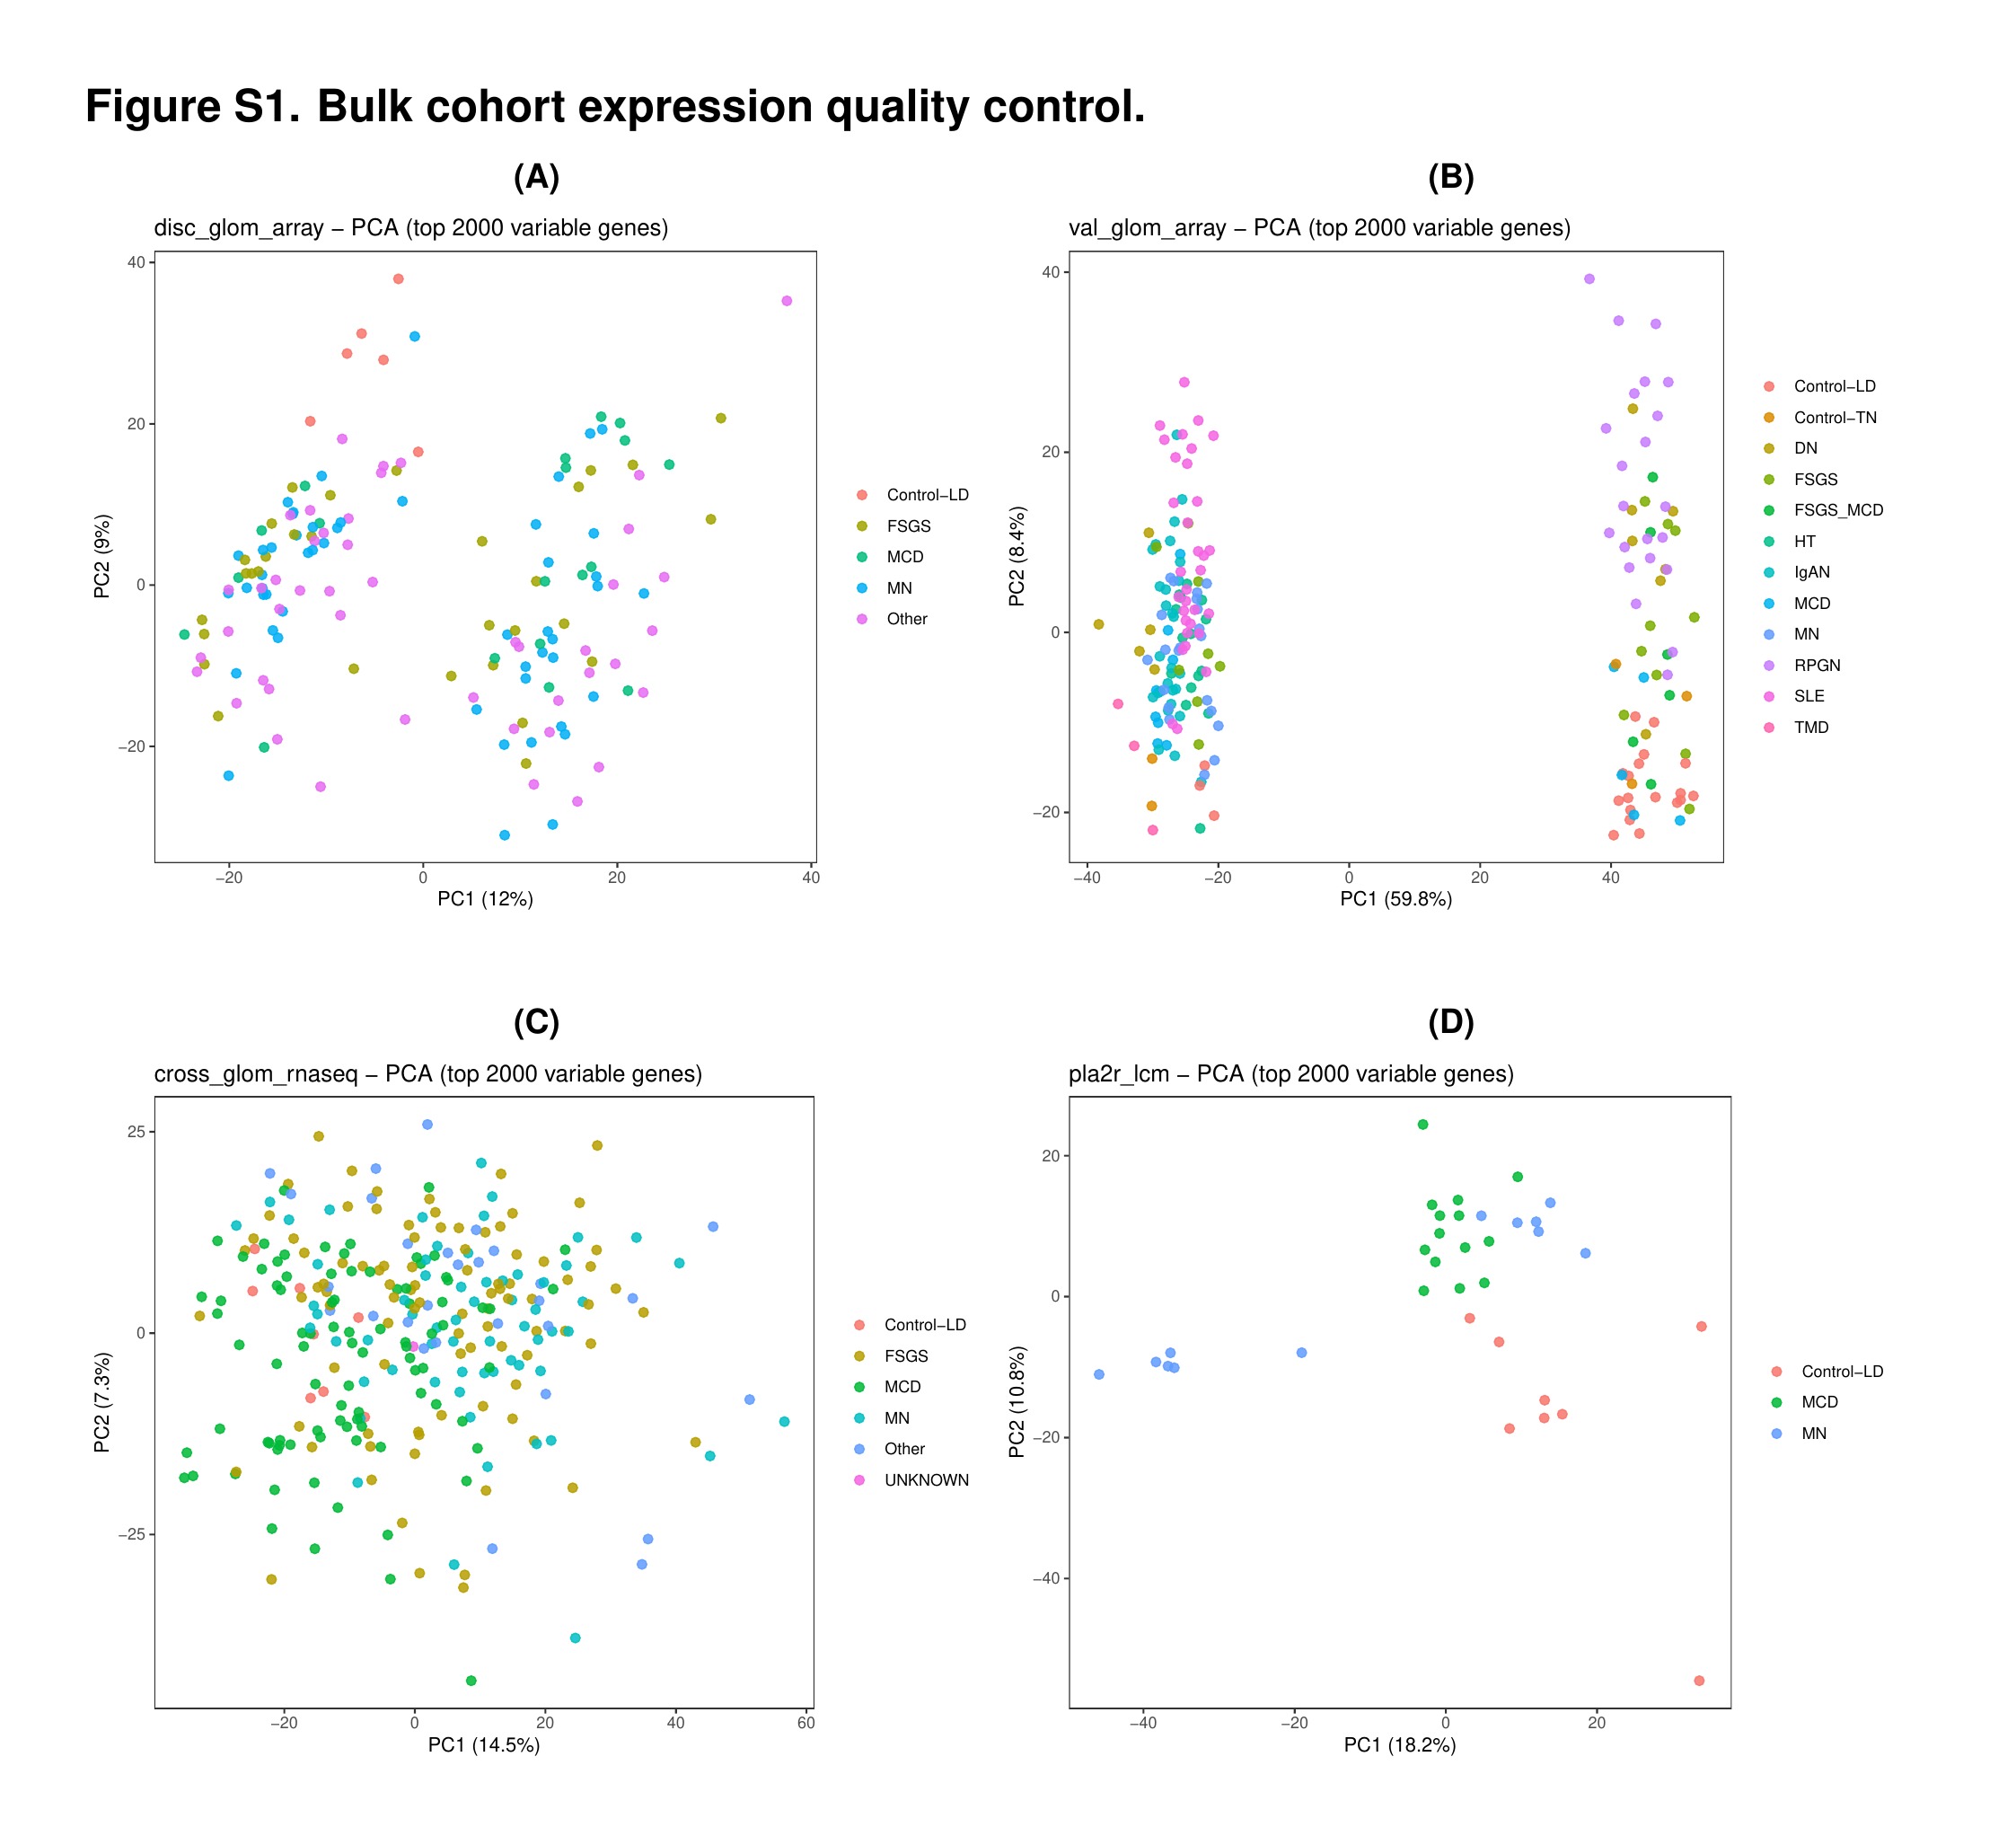 Figure S1. Bulk cohort expression quality control.
(A)
disc_glom_array – PCA (top 2000 variable genes)
40
20
0
−20
PC2 (9%)
−20
0
20
40
PC1 (12%)
Control−LD
FSGS
MCD
MN
Other
(B)
val_glom_array – PCA (top 2000 variable genes)
40
20
0
−20
PC2 (8.4%)
−40
−20
0
20
40
PC1 (59.8%)
Control−LD
Control−TN
DN
FSGS
FSGS_MCD
HT
IgAN
MCD
MN
RPGN
SLE
TMD
(C)
cross_glom_rnaseq – PCA (top 2000 variable genes)
25
0
−25
PC2 (7.3%)
−20
0
20
40
60
PC1 (14.5%)
Control−LD
FSGS
MCD
MN
Other
UNKNOWN
(D)
pla2r_lcm – PCA (top 2000 variable genes)
20
0
−20
−40
PC2 (10.8%)
−40
−20
0
20
PC1 (18.2%)
Control−LD
MCD
MN